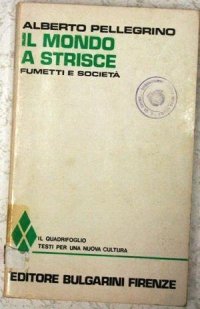 ALBERTO PELLEGRINO
IL MONDO
A STRISCE
FUMETTI E SOCIETÀ
IL QUADRIFOGLIO
TESTI PER UNA NUOVA CULTURA
EDITORE BULGARINI FIRENZE